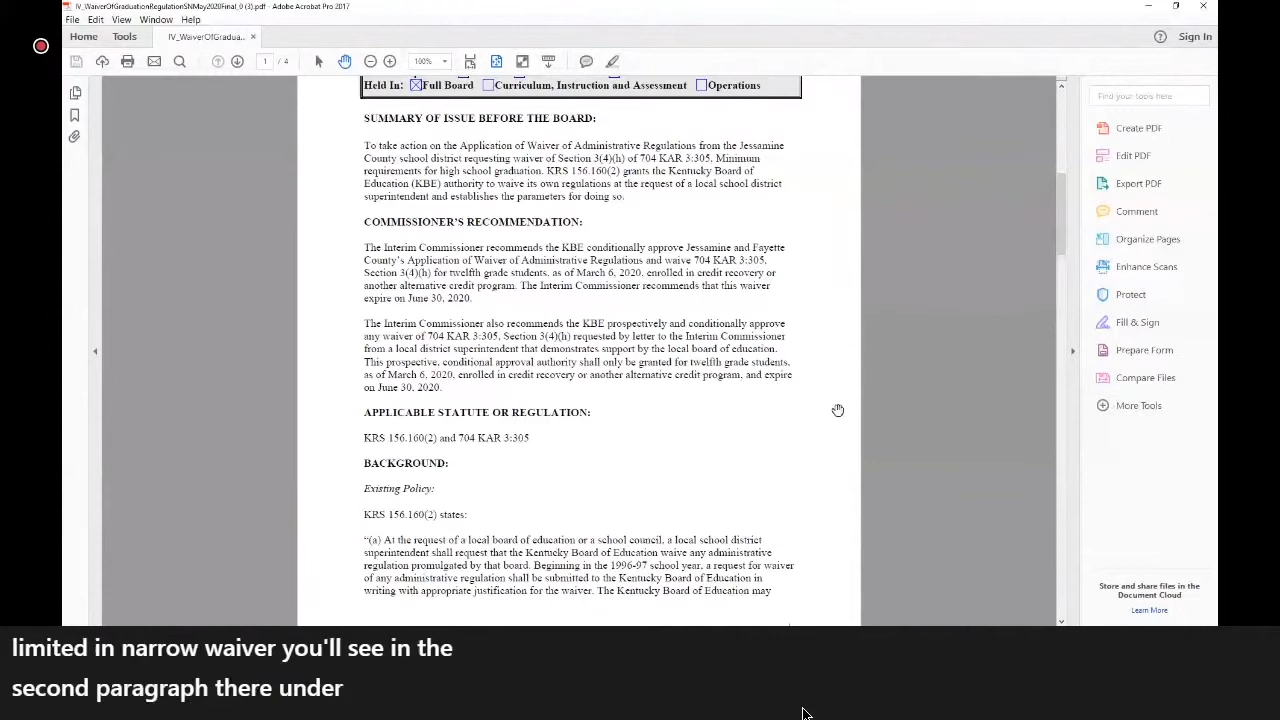 IV_WaiverOfGraduationRegulationSNMay2020Final_0 (3).pdf - Adobe Acrobat Pro 2017
File Edit View Window Help
Home Tools IV_WaiverOfGradua... × Sign In
1 / 4 100%
Held In: Full Board Curriculum, Instruction and Assessment Operations
SUMMARY OF ISSUE BEFORE THE BOARD:
To take action on the Application of Waiver of Administrative Regulations from the Jessamine
County school district requesting waiver of Section 3(4)(h) of 704 KAR 3:305, Minimum
requirements for high school graduation. KRS 156.160(2) grants the Kentucky Board of
Education (KBE) authority to waive its own regulations at the request of a local school district
superintendent and establishes the parameters for doing so.
COMMISSIONER'S RECOMMENDATION:
The Interim Commissioner recommends the KBE conditionally approve Jessamine and Fayette
County's Application of Waiver of Administrative Regulations and waive 704 KAR 3:305,
Section 3(4)(h) for twelfth grade students, as of March 6, 2020, enrolled in credit recovery or
another alternative credit program. The Interim Commissioner recommends that this waiver
expire on June 30, 2020.
The Interim Commissioner also recommends the KBE prospectively and conditionally approve
any waiver of 704 KAR 3:305, Section 3(4)(h) requested by letter to the Interim Commissioner
from a local district superintendent that demonstrates support by the local board of education.
This prospective, conditional approval authority shall only be granted for twelfth grade students,
as of March 6, 2020, enrolled in credit recovery or another alternative credit program, and expire
on June 30, 2020.
APPLICABLE STATUTE OR REGULATION:
KRS 156.160(2) and 704 KAR 3:305
BACKGROUND:
Existing Policy:
KRS 156.160(2) states:
"(a) At the request of a local board of education or a school council, a local school district
superintendent shall request that the Kentucky Board of Education waive any administrative
regulation promulgated by that board. Beginning in the 1996-97 school year, a request for waiver
of any administrative regulation shall be submitted to the Kentucky Board of Education in
writing with appropriate justification for the waiver. The Kentucky Board of Education may
Find your tools here
Create PDF
Edit PDF
Export PDF
Comment
Organize Pages
Enhance Scans
Protect
Fill & Sign
Prepare Form
Compare Files
More Tools
Store and share files in the
Document Cloud
Learn More
limited in narrow waiver you'll see in the
second paragraph there under